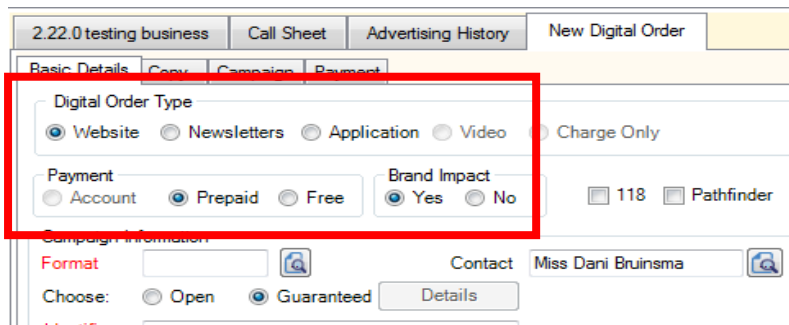 2.22.0 testing business Call Sheet Advertising History New Digital Order
Basic Details Copy Campaign Payment
Digital Order Type
Website Newsletters Application Video Charge Only
Payment Brand Impact
Account Prepaid Free Yes No 118 Pathfinder
Campaign Information
Format Contact Miss Dani Bruinsma
Choose: Open Guaranteed Details